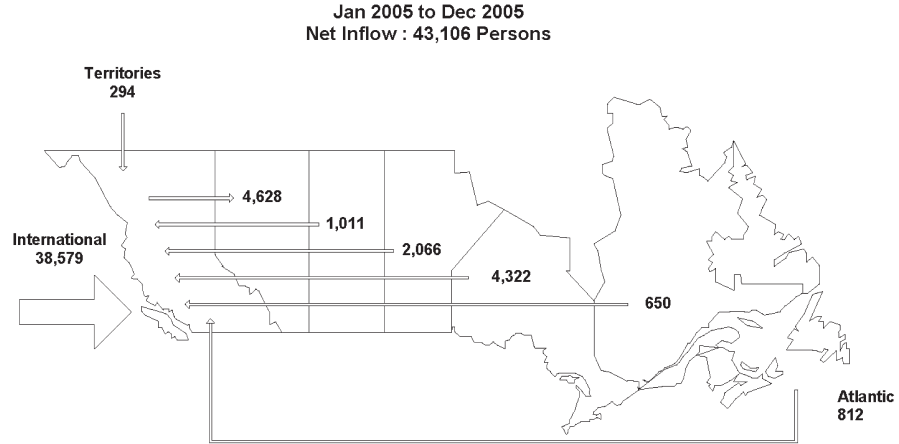 Jan 2005 to Dec 2005
Net Inflow : 43,106 Persons
Territories
294
4,628
1,011
International
38,579
2,066
4,322
650
Atlantic
812